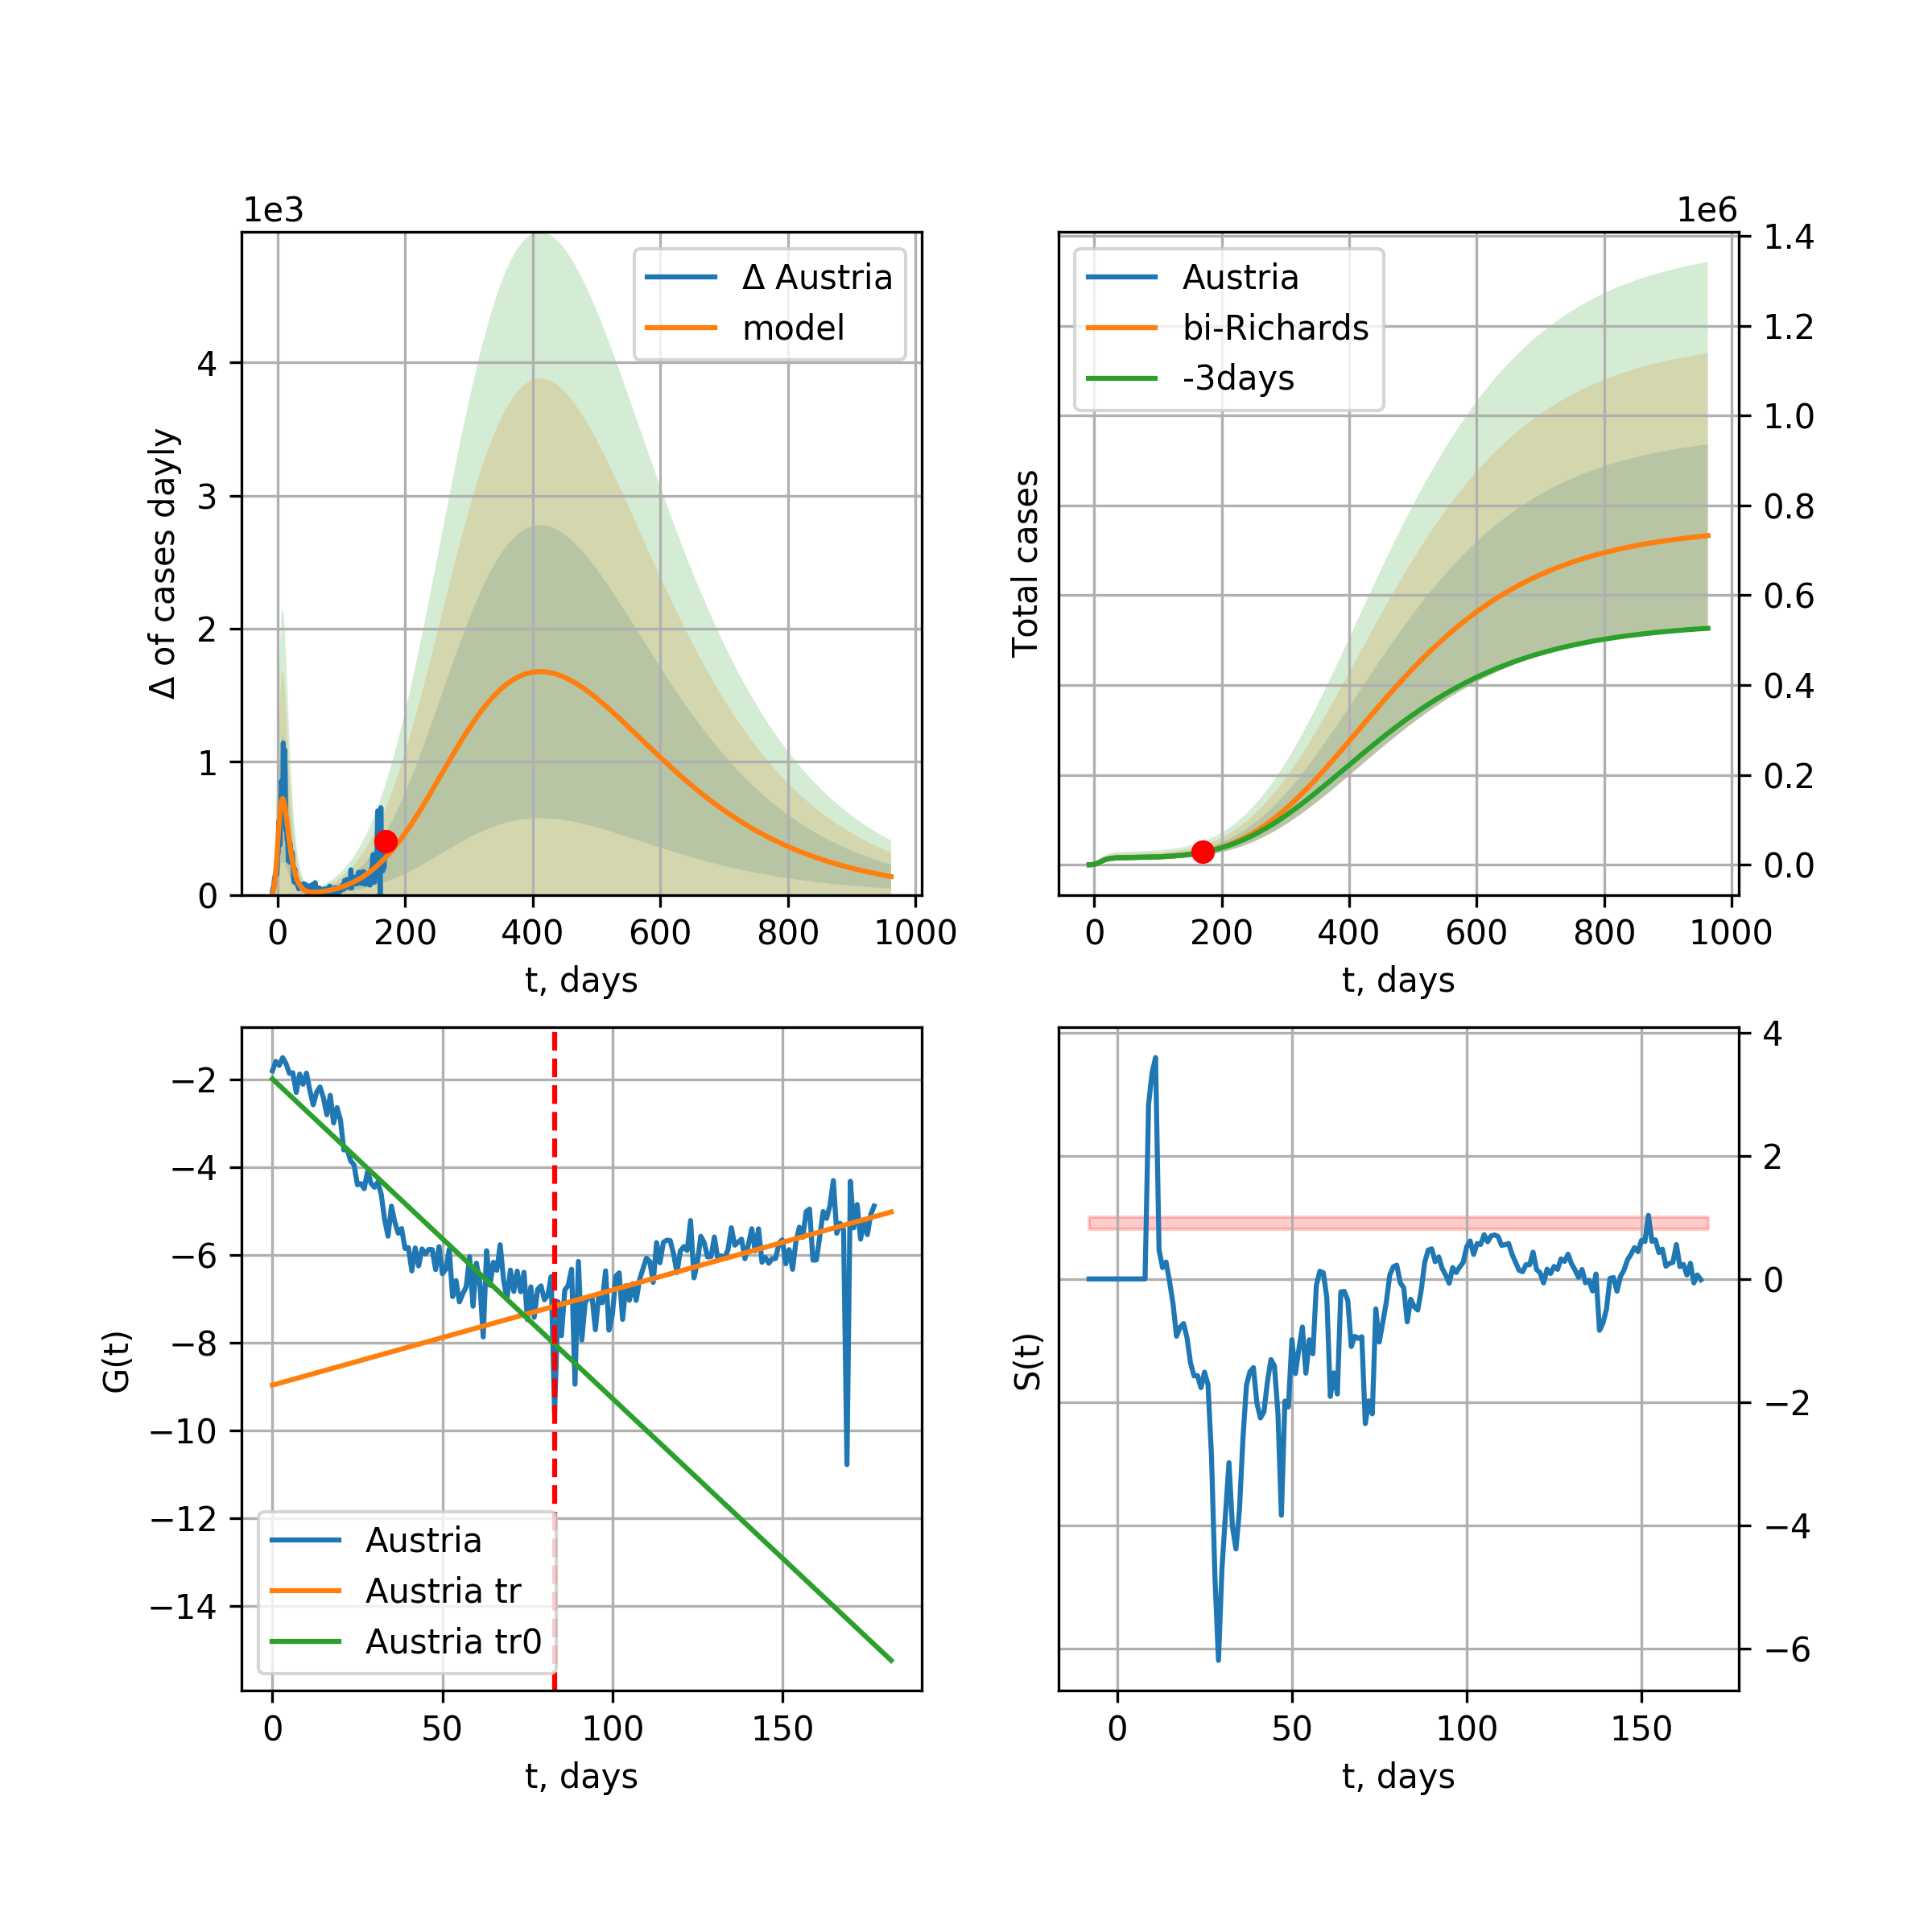 1e3
Δ Austria
model
Δ of cases dayly
4
3
2
1
0
0 200 400 600 800 1000
t, days
1e6
Austria
bi-Richards
-3days
Total cases
1.4
1.2
1.0
0.8
0.6
0.4
0.2
0.0
0 200 400 600 800 1000
t, days
G(t)
−2
−4
−6
−8
−10
−12
−14
Austria
Austria tr
Austria tr0
0 50 100 150
t, days
S(t)
4
2
0
−2
−4
−6
0 50 100 150
t, days